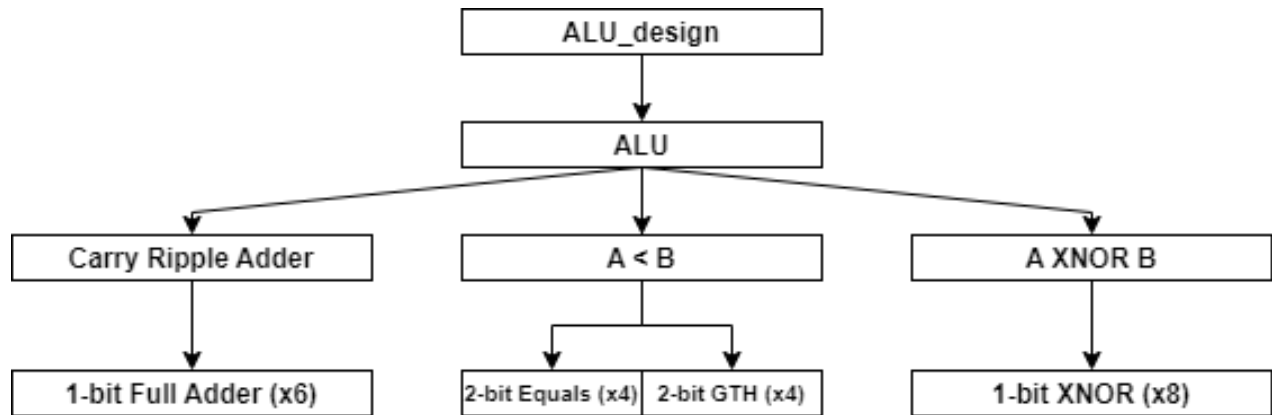 ALU_design
ALU
Carry Ripple Adder
A < B
A XNOR B
1-bit Full Adder (x6)
2-bit Equals (x4)
2-bit GTH (x4)
1-bit XNOR (x8)